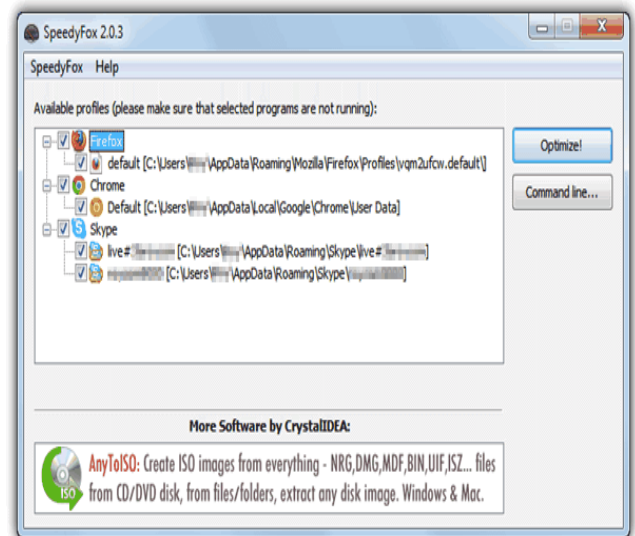 SpeedyFox 2.0.3
SpeedyFox Help
Available profiles (please make sure that selected programs are not running):
Firefox
Optimize!
default [C:\Users\ \AppData\Roaming\Mozilla\Firefox\Profiles\vqm2ufcw.default\]
Chrome
Command line...
Default [C:\Users\ \AppData\Local\Google\Chrome\User Data]
Skype
live# [C:\Users\ \AppData\Roaming\Skype\live# ]
[C:\Users\ \AppData\Roaming\Skype\ ]
More Software by CrystalIDEA:
AnyToISO: Create ISO images from everything - NRG,DMG,MDF,BIN,UIF,ISZ... files
from CD/DVD disk, from files/folders, extract any disk image. Windows & Mac.
ISO